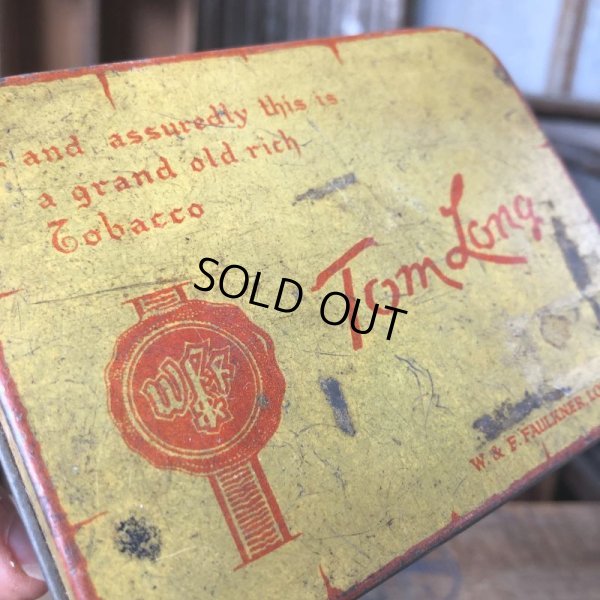 and assuredly this is
a grand old rich
Tobacco
Tom Long
SOLD OUT
W. & F. FAULKNER